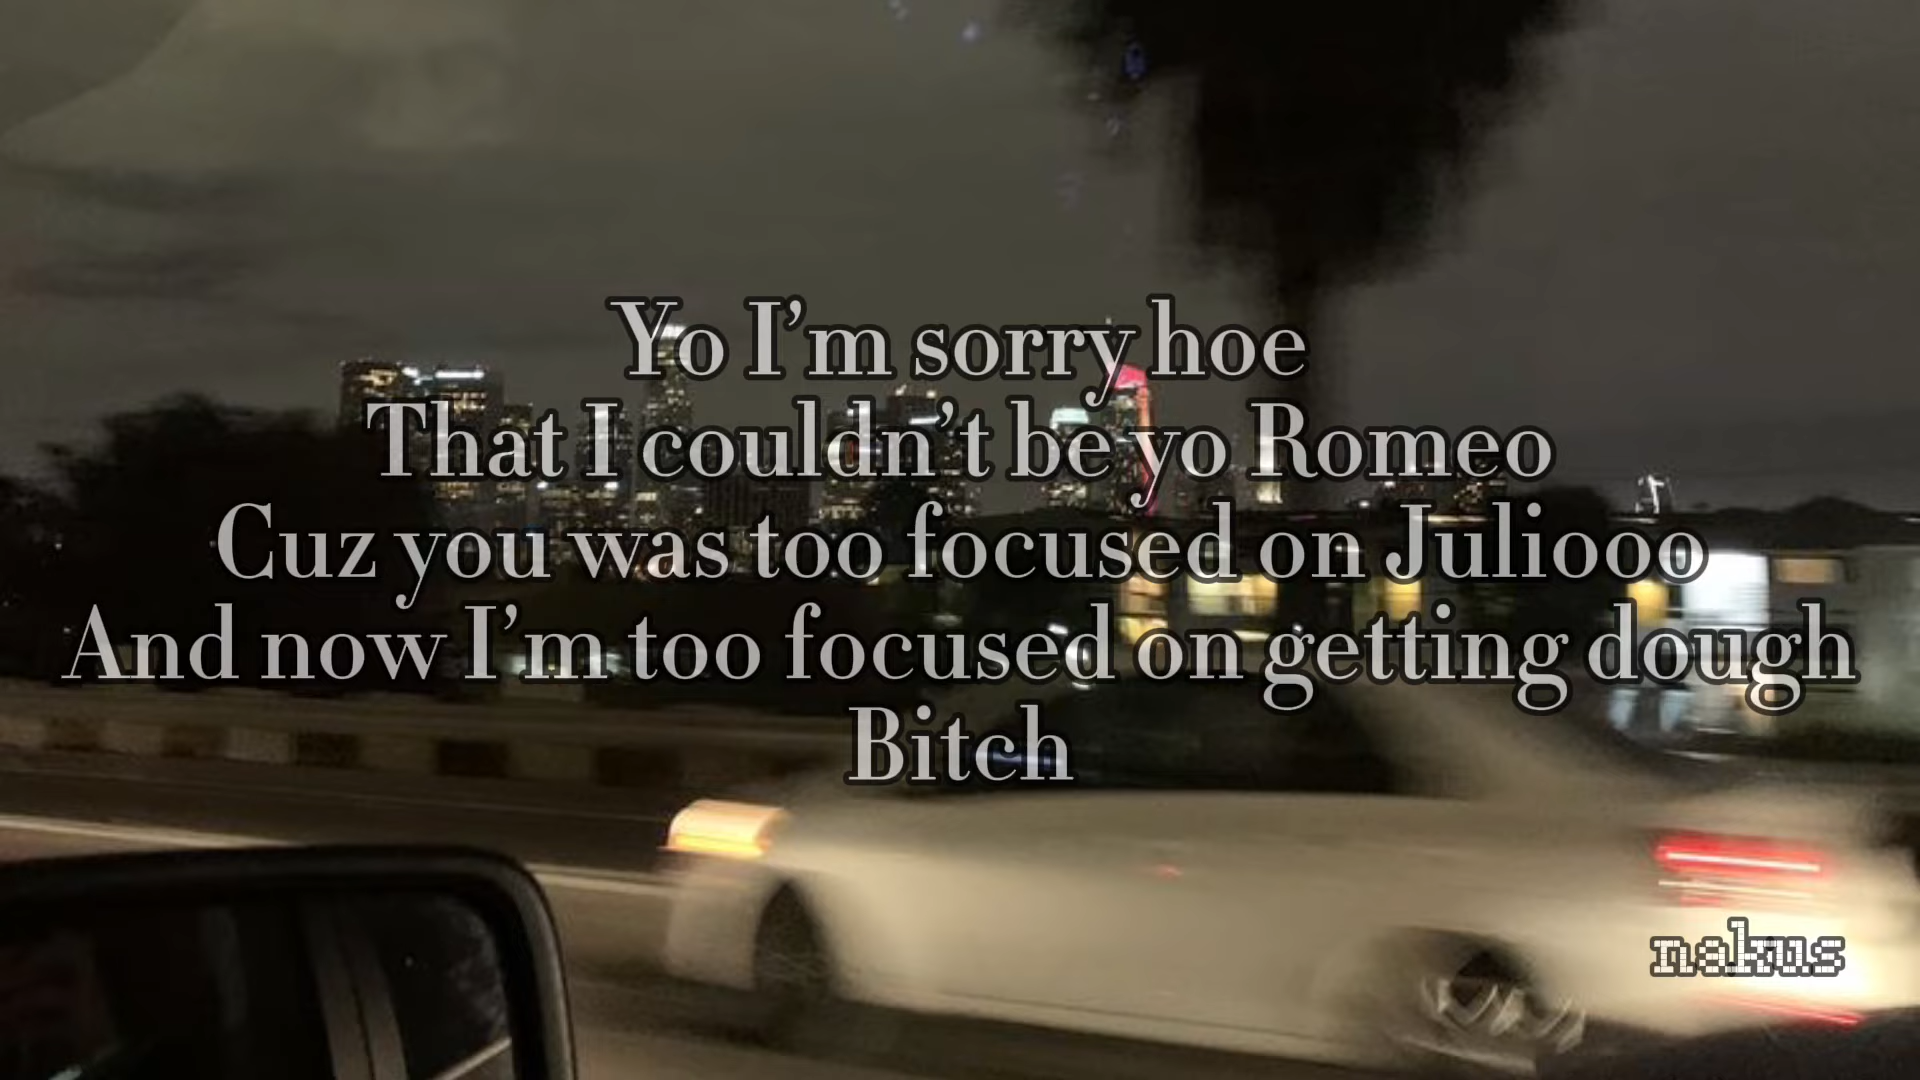 Yo I’m sorry hoe
That I couldn’t be yo Romeo
Cuz you was too focused on Juliooo
And now I’m too focused on getting dough
Bitch
nakus